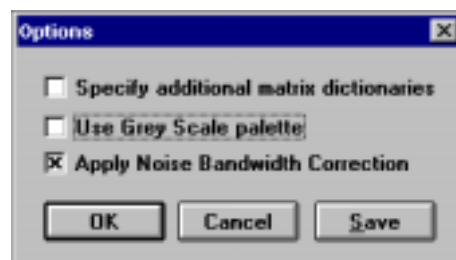 Options
Specify additional matrix dictionaries
Use Grey Scale palette
Apply Noise Bandwidth Correction
OK Cancel Save